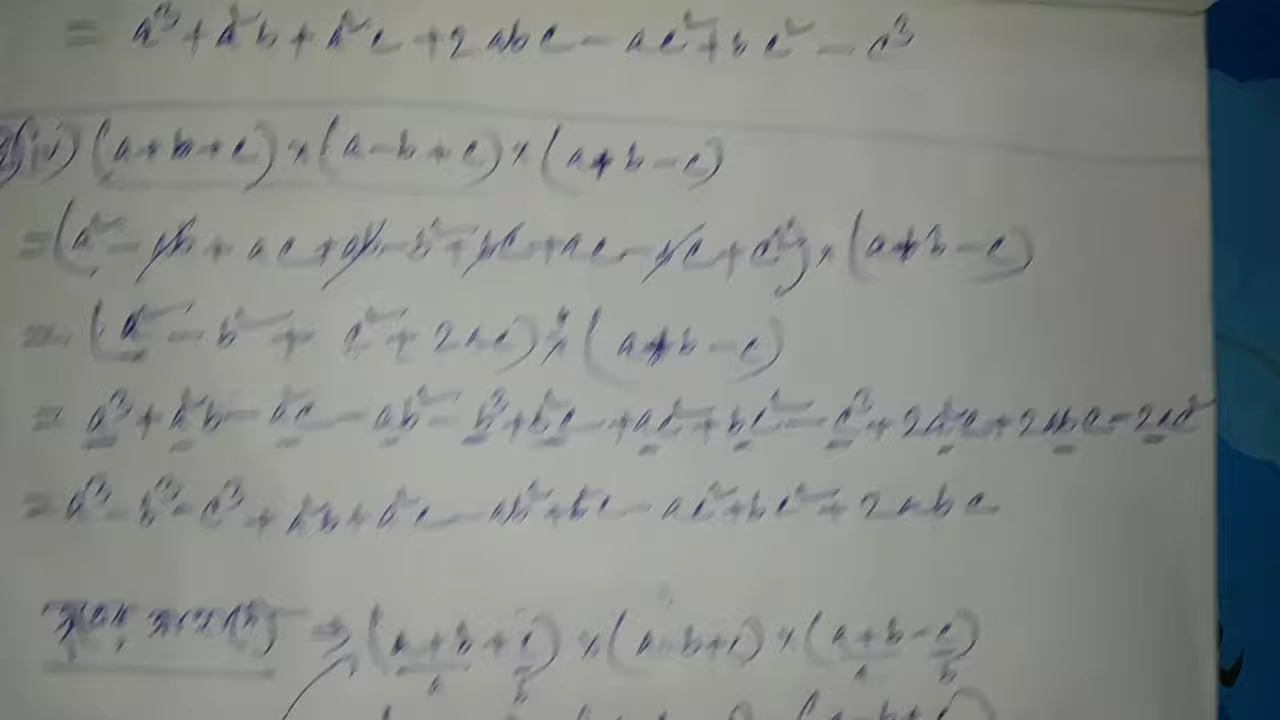 = a³ + a²b + a²c + 2abc - ac² + bc² - c³
iv) (a+b+c) × (a-b+c) × (a+b-c)
= (a² - ab + ac + ab - b² + bc + ac - bc + c²) × (a+b-c)
= (a² - b² + c² + 2ac) × (a+b-c)
= a³ + a²b - a²c - ab² - b³ + b²c + ac² + bc² - c³ + 2a²c + 2abc - 2ac²
= a³ - b³ - c³ + a²b + a²c - ab² + b²c - ac² + bc² + 2abc
⇒ (a+b+c) × (a-b+c) × (a+b-c)
a b a b